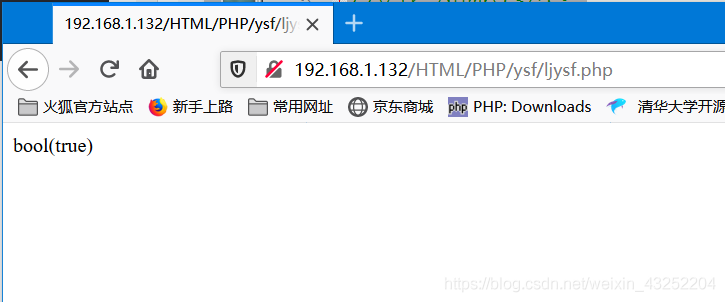 192.168.1.132/HTML/PHP/ysf/ljy
192.168.1.132/HTML/PHP/ysf/ljysf.php
火狐官方站点 新手上路 常用网址 京东商城 php PHP: Downloads 清华大学开源
bool(true)
https://blog.csdn.net/weixin_43252204